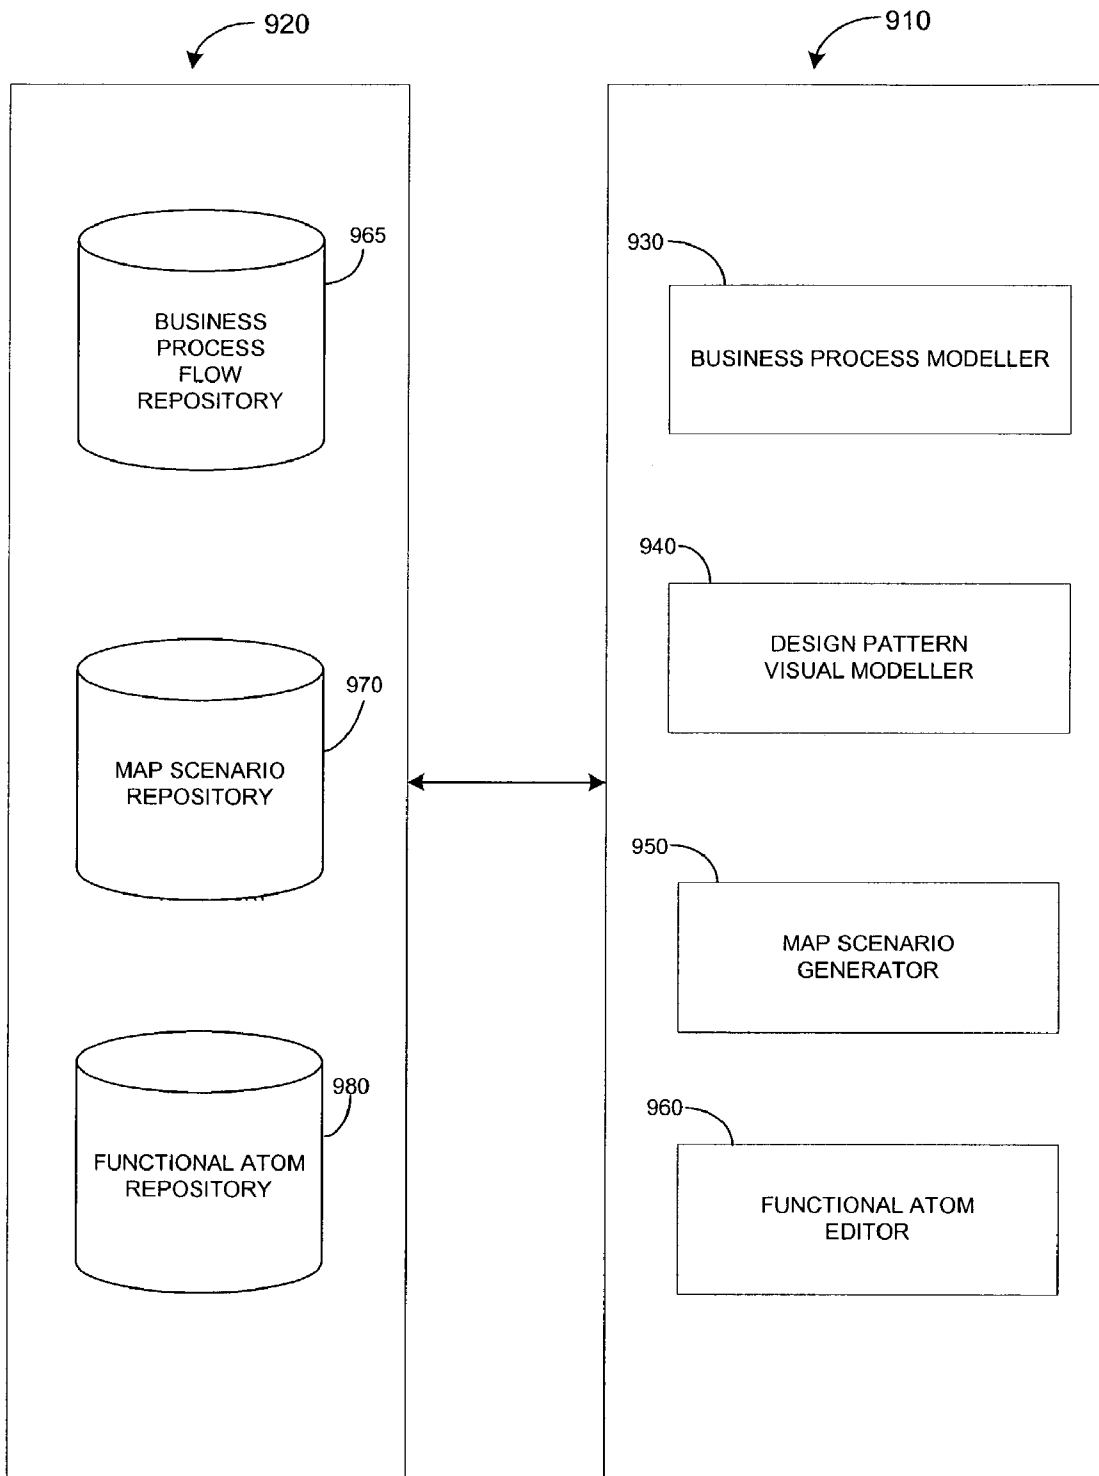 920
910
965
BUSINESS
PROCESS
FLOW
REPOSITORY
930
BUSINESS PROCESS MODELLER
940
DESIGN PATTERN
VISUAL MODELLER
970
MAP SCENARIO
REPOSITORY
950
MAP SCENARIO
GENERATOR
980
FUNCTIONAL ATOM
REPOSITORY
960
FUNCTIONAL ATOM
EDITOR